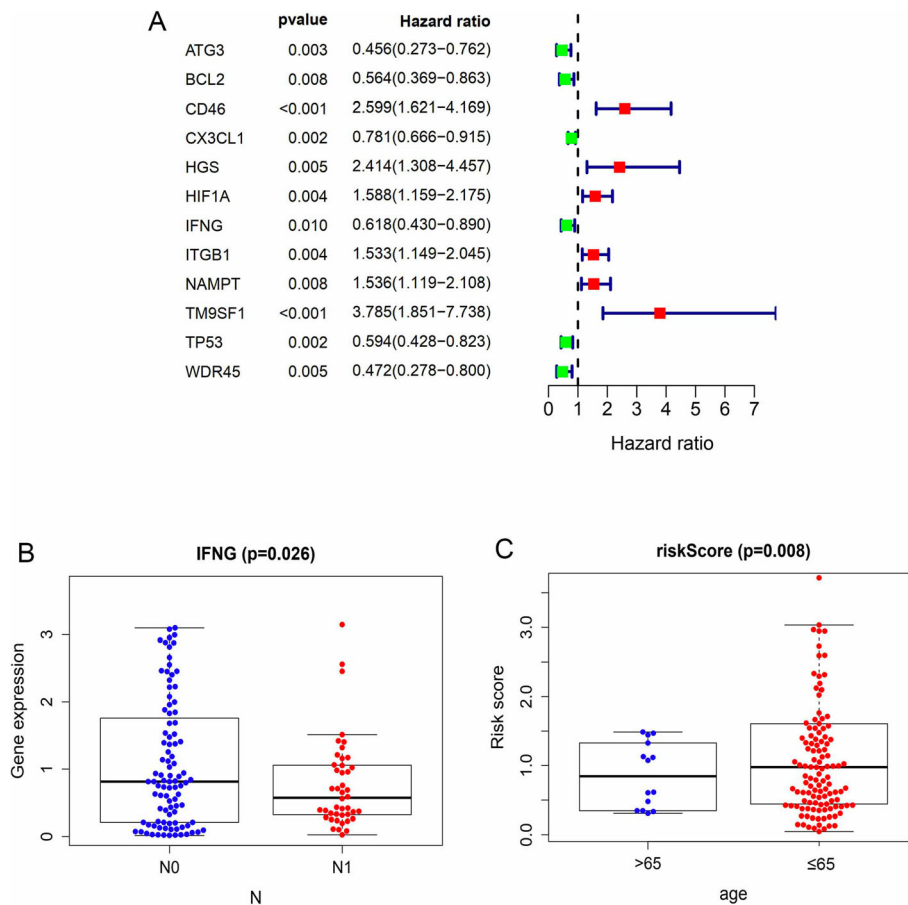 A
pvalue Hazard ratio
ATG3 0.003 0.456(0.273−0.762)
BCL2 0.008 0.564(0.369−0.863)
CD46 <0.001 2.599(1.621−4.169)
CX3CL1 0.002 0.781(0.666−0.915)
HGS 0.005 2.414(1.308−4.457)
HIF1A 0.004 1.588(1.159−2.175)
IFNG 0.010 0.618(0.430−0.890)
ITGB1 0.004 1.533(1.149−2.045)
NAMPT 0.008 1.536(1.119−2.108)
TM9SF1 <0.001 3.785(1.851−7.738)
TP53 0.002 0.594(0.428−0.823)
WDR45 0.005 0.472(0.278−0.800)
0 1 2 3 4 5 6 7
Hazard ratio
B
IFNG (p=0.026)
Gene expression
3
2
1
0
N0 N1
N
C
riskScore (p=0.008)
Risk score
3.0
2.0
1.0
0.0
>65 ≤65
age